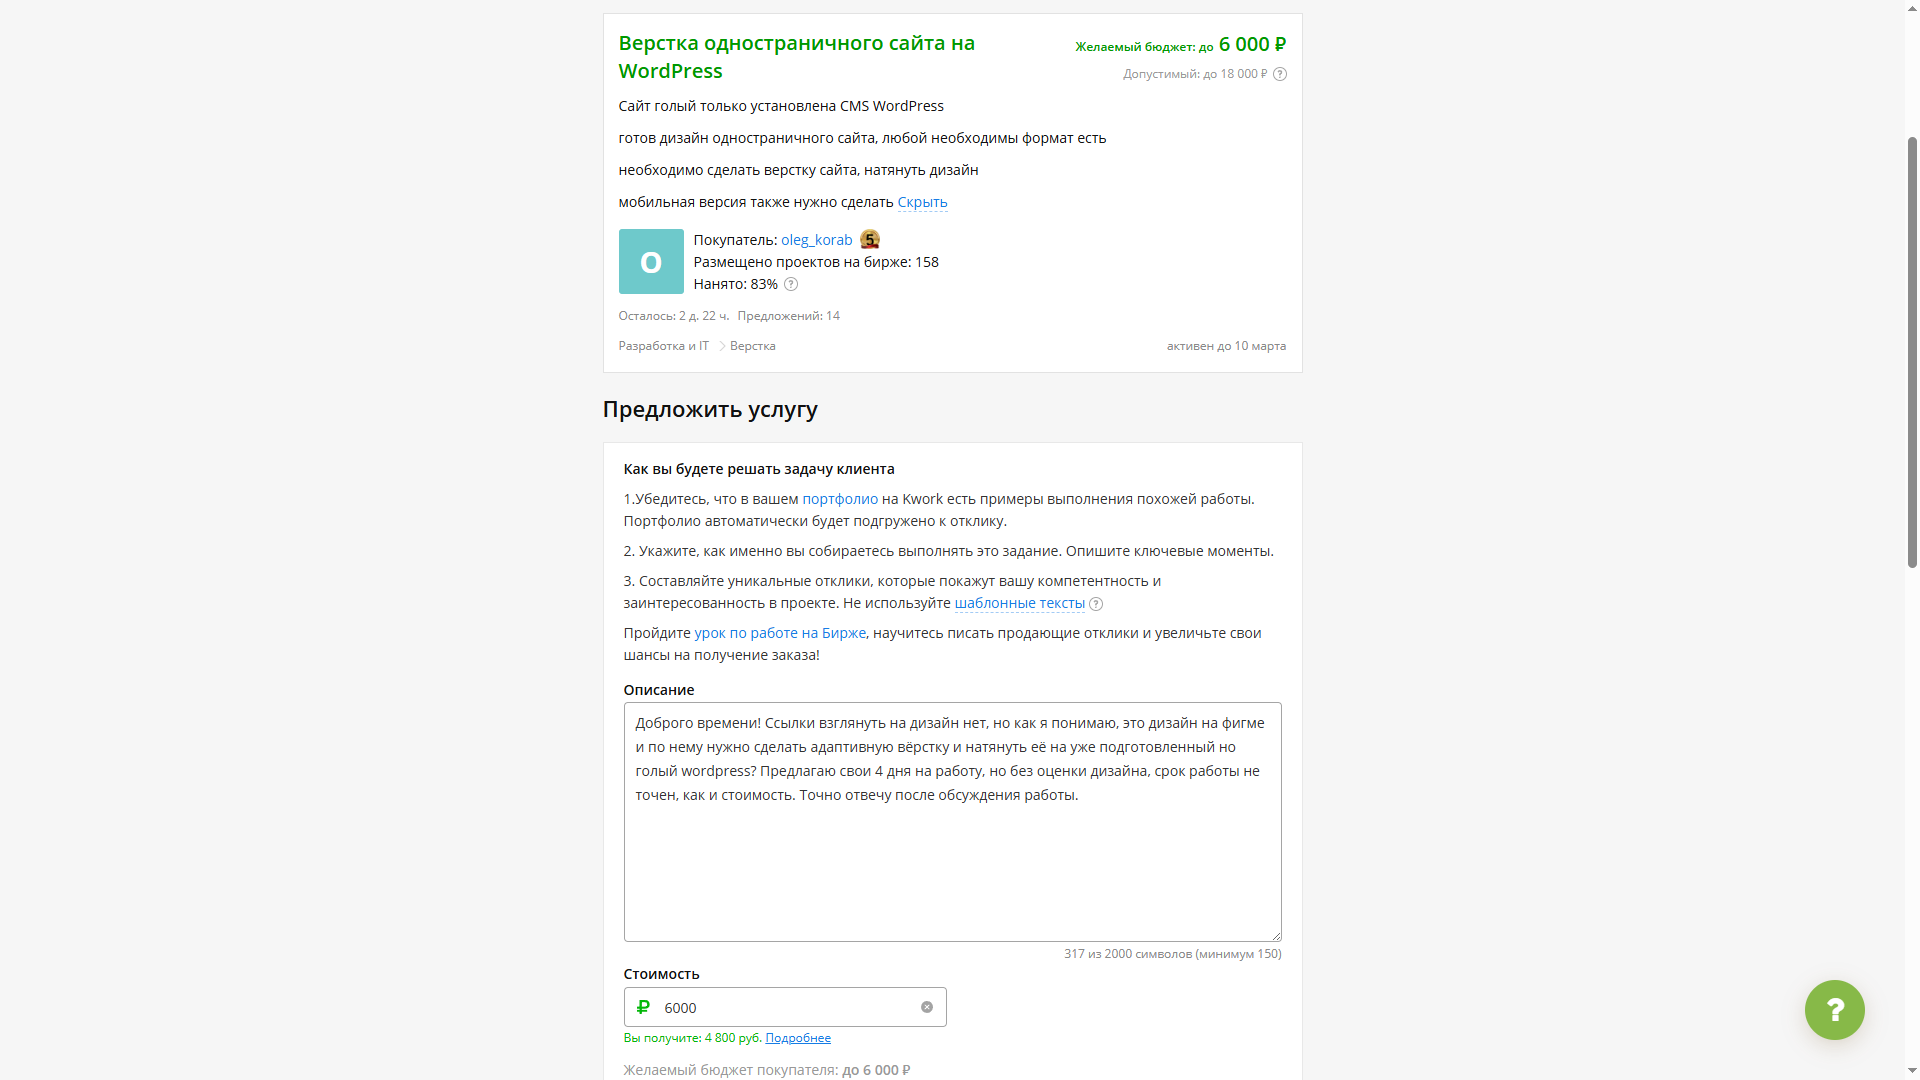 Верстка одностраничного сайта на
WordPress
Желаемый бюджет: до 6 000 ₽
Допустимый: до 18 000 ₽ ?
Сайт голый только установлена CMS WordPress
готов дизайн одностраничного сайта, любой необходимы формат есть
необходимо сделать верстку сайта, натянуть дизайн
мобильная версия также нужно сделать Скрыть
O
Покупатель: oleg_korab 5
Размещено проектов на бирже: 158
Нанято: 83% ?
Осталось: 2 д. 22 ч. Предложений: 14
Разработка и IT > Верстка
активен до 10 марта
Предложить услугу
Как вы будете решать задачу клиента
1.Убедитесь, что в вашем портфолио на Kwork есть примеры выполнения похожей работы.
Портфолио автоматически будет подгружено к отклику.
2. Укажите, как именно вы собираетесь выполнять это задание. Опишите ключевые моменты.
3. Составляйте уникальные отклики, которые покажут вашу компетентность и
заинтересованность в проекте. Не используйте шаблонные тексты ?
Пройдите урок по работе на Бирже, научитесь писать продающие отклики и увеличьте свои
шансы на получение заказа!
Описание
Доброго времени! Ссылки взглянуть на дизайн нет, но как я понимаю, это дизайн на фигме
и по нему нужно сделать адаптивную вёрстку и натянуть её на уже подготовленный но
голый wordpress? Предлагаю свои 4 дня на работу, но без оценки дизайна, срок работы не
точен, как и стоимость. Точно отвечу после обсуждения работы.
317 из 2000 символов (минимум 150)
Стоимость
₽ 6000
Вы получите: 4 800 руб. Подробнее
Желаемый бюджет покупателя: до 6 000 ₽
?